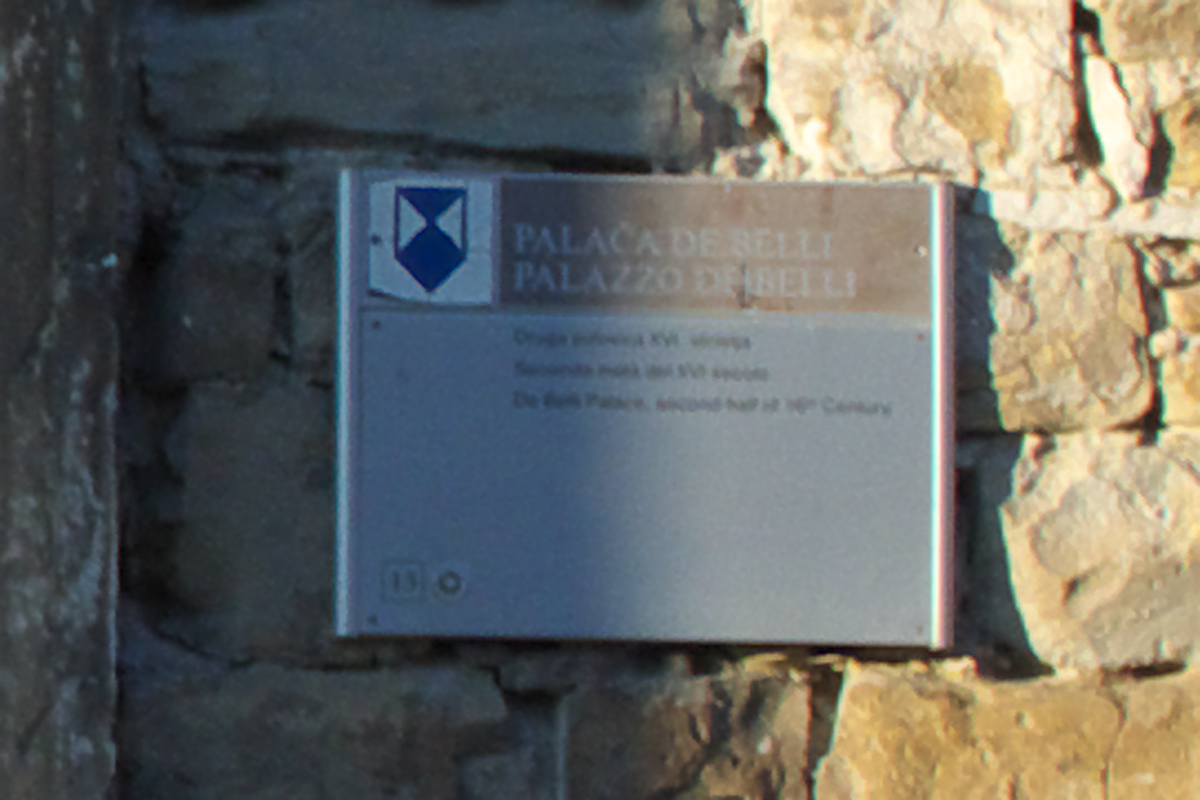 PALAČA DE BELLI
PALAZZO DE BELLI
Druga polovica XVI. stoletja
Seconda metà del XVI secolo
De Belli Palace, second half of 16th Century
13